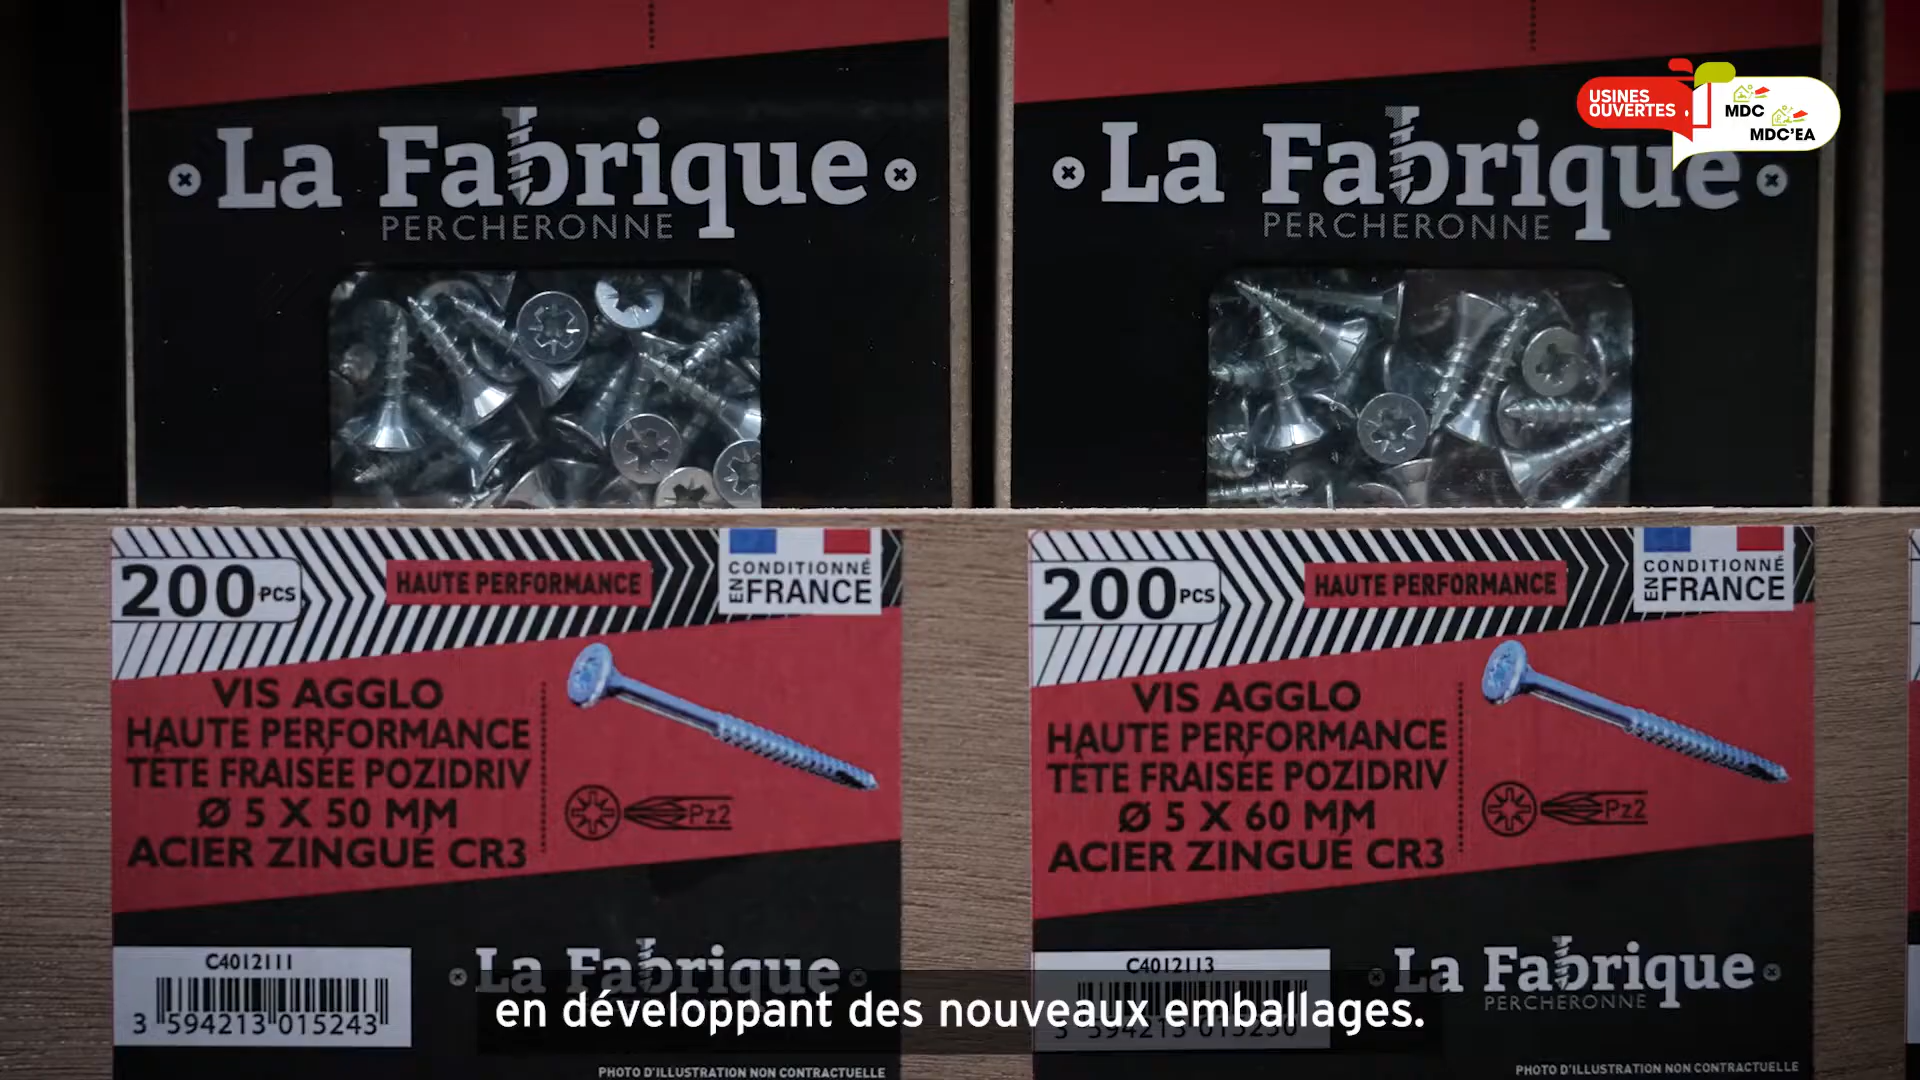 La Fabrique
PERCHERONNE
La Fabrique
PERCHERONNE
USINES
OUVERTES
MDC
MDC'EA
200 PCS
HAUTE PERFORMANCE
CONDITIONNÉ
EN FRANCE
VIS AGGLO
HAUTE PERFORMANCE
TÊTE FRAISÉE POZIDRIV
Ø 5 X 50 MM
ACIER ZINGUÉ CR3
Pz2
C4012111
3 594213 015243
La Fabrique
PHOTO D'ILLUSTRATION NON CONTRACTUELLE
200 PCS
HAUTE PERFORMANCE
CONDITIONNÉ
EN FRANCE
VIS AGGLO
HAUTE PERFORMANCE
TÊTE FRAISÉE POZIDRIV
Ø 5 X 60 MM
ACIER ZINGUÉ CR3
Pz2
C4012113
La Fabrique
PERCHERONNE
PHOTO D'ILLUSTRATION NON CONTRACTUELLE
en développant des nouveaux emballages.